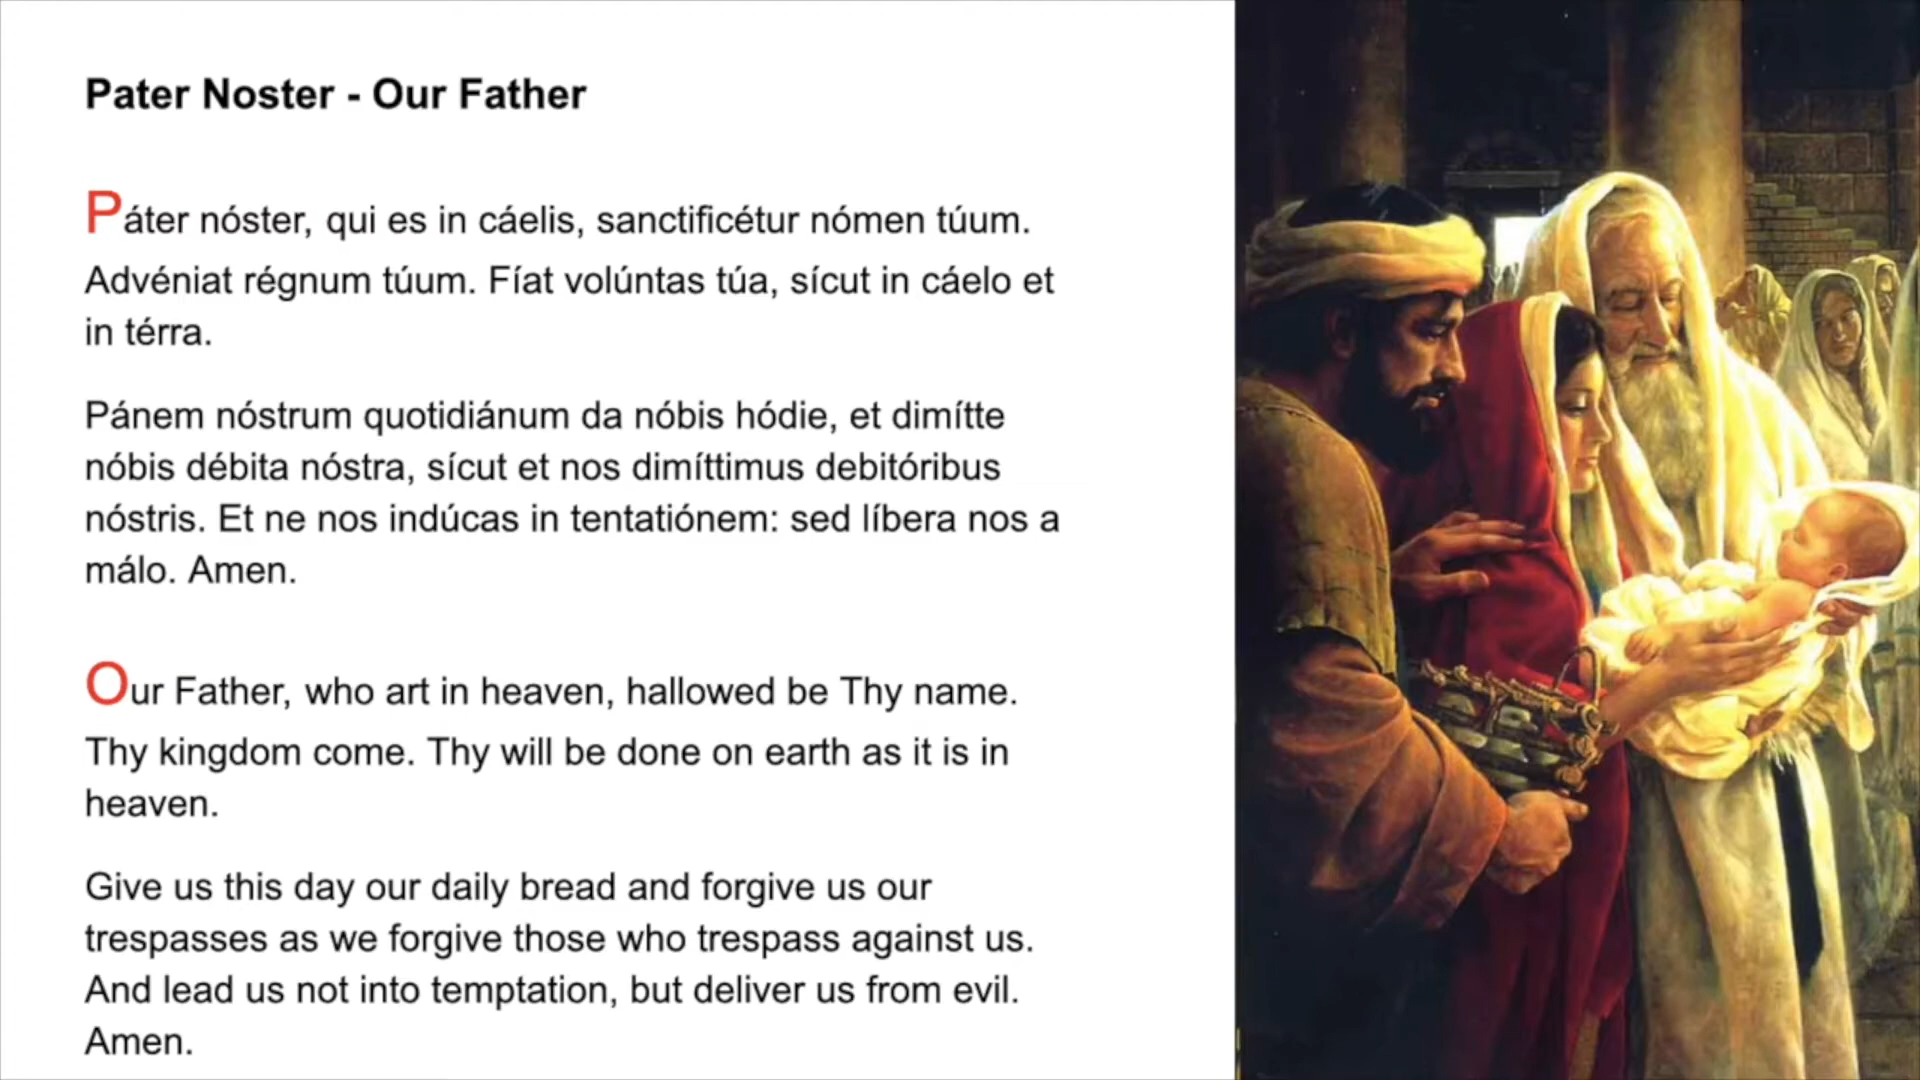 Pater Noster - Our Father
Páter nóster, qui es in cáelis, sanctificétur nómen túum.
Advéniat régnum túum. Fíat volúntas túa, sícut in cáelo et
in térra.
Pánem nóstrum quotidiánum da nóbis hódie, et dimítte
nóbis débita nóstra, sícut et nos dimíttimus debitóribus
nóstris. Et ne nos indúcas in tentatiónem: sed líbera nos a
málo. Amen.
Our Father, who art in heaven, hallowed be Thy name.
Thy kingdom come. Thy will be done on earth as it is in
heaven.
Give us this day our daily bread and forgive us our
trespasses as we forgive those who trespass against us.
And lead us not into temptation, but deliver us from evil.
Amen.